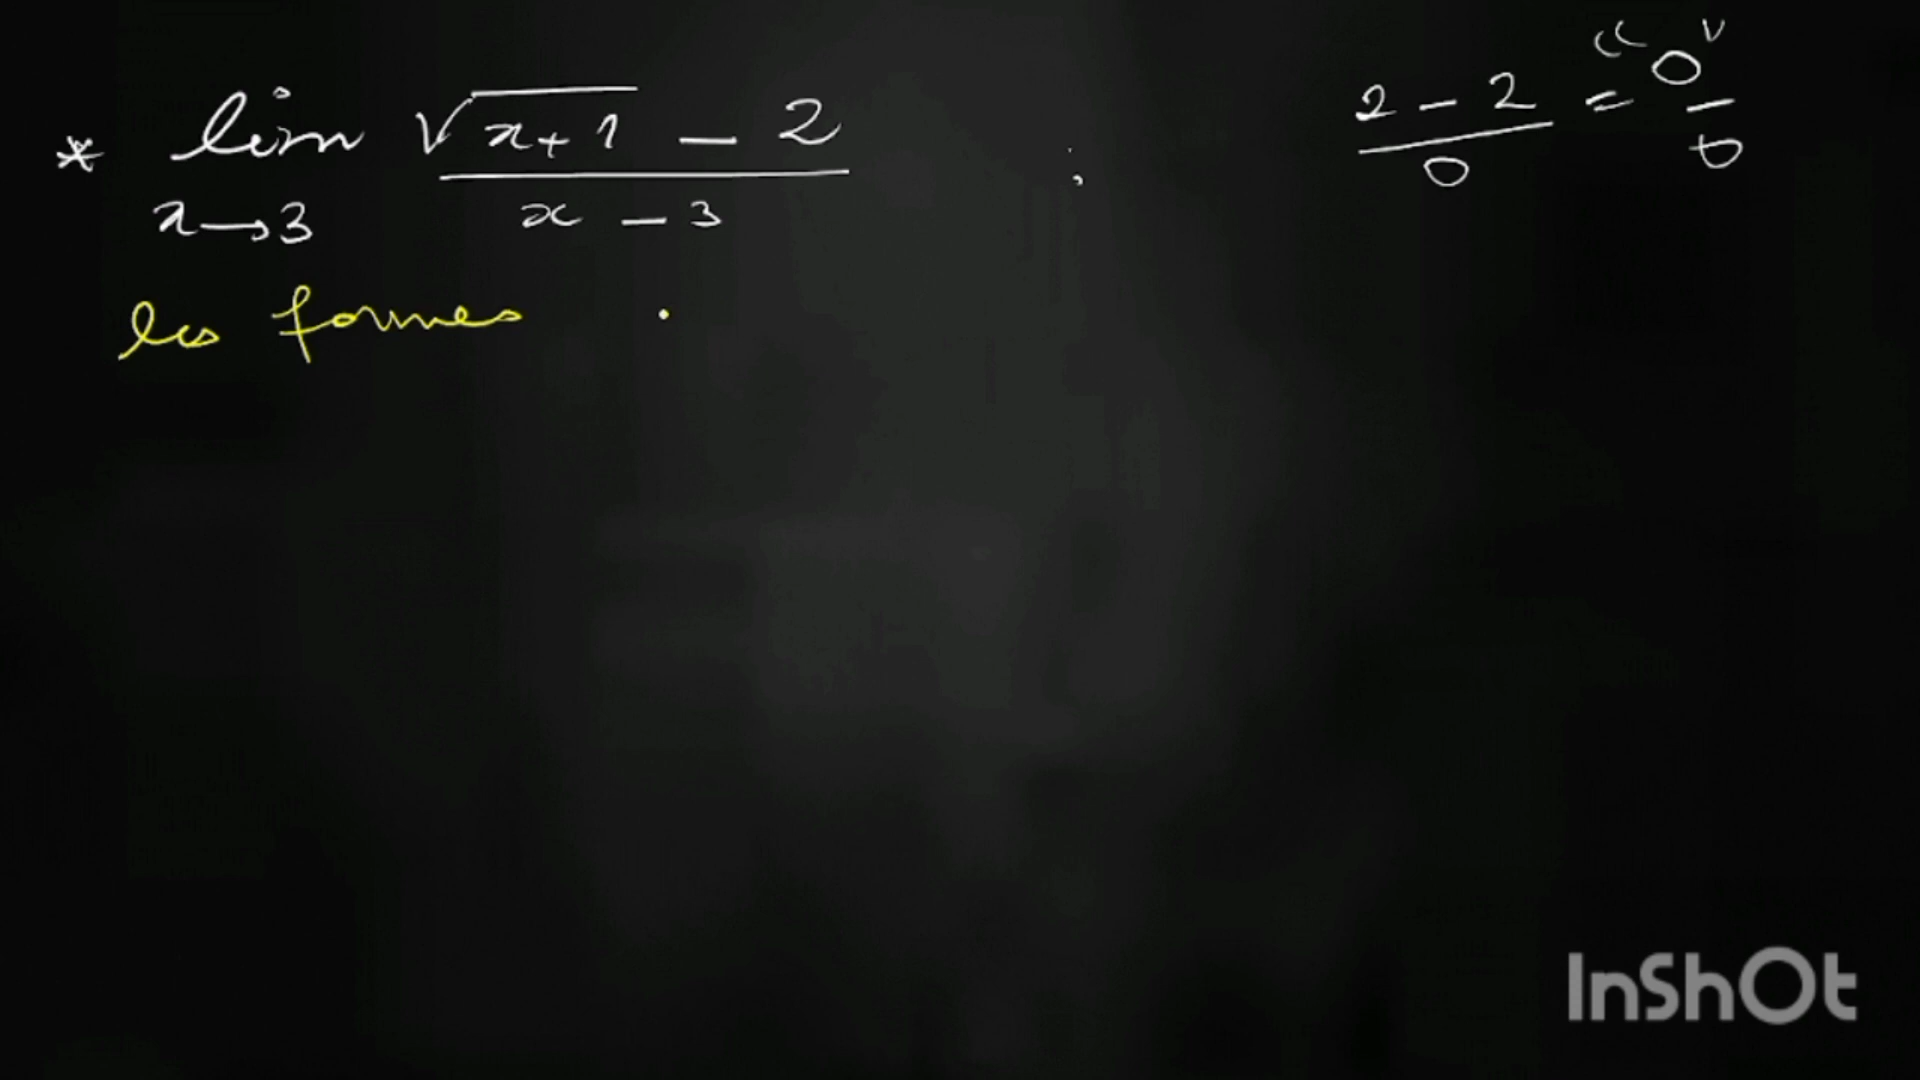 * lim √(x+1) - 2 / x - 3 ; 2 - 2 / 0 = "0/0"
x→3
les formes .
InShOt